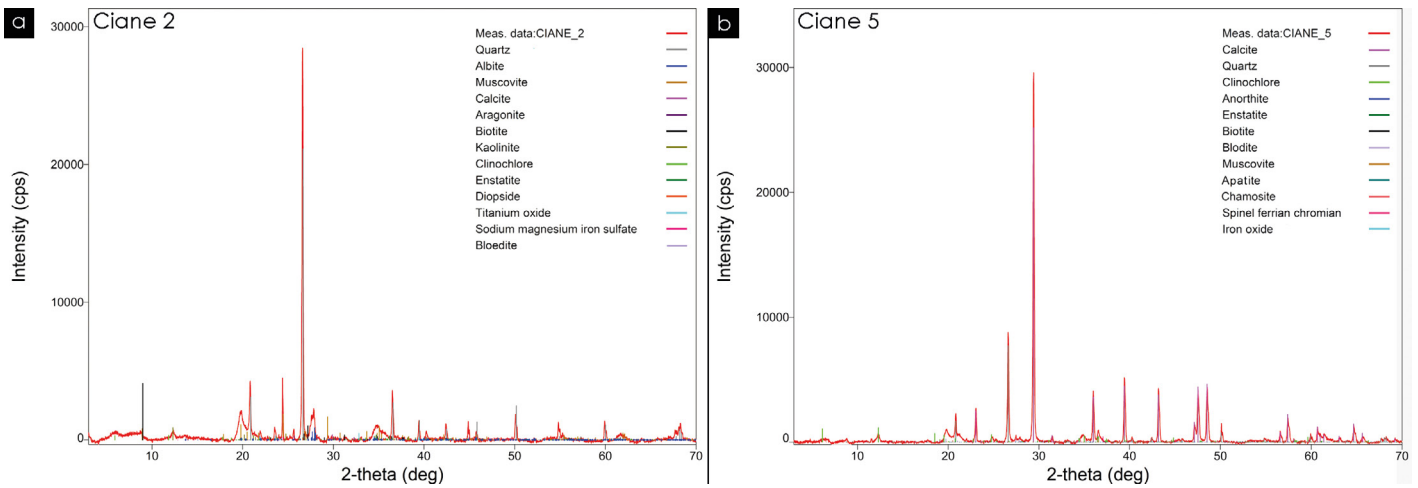 a
Ciane 2
30000
20000
10000
0
Intensity (cps)
Meas. data:CIANE_2
Quartz
Albite
Muscovite
Calcite
Aragonite
Biotite
Kaolinite
Clinochlore
Enstatite
Diopside
Titanium oxide
Sodium magnesium iron sulfate
Bloedite
10 20 30 40 50 60 70
2-theta (deg)
b
Ciane 5
30000
20000
10000
0
Intensity (cps)
Meas. data:CIANE_5
Calcite
Quartz
Clinochlore
Anorthite
Enstatite
Biotite
Blodite
Muscovite
Apatite
Chamosite
Spinel ferrian chromian
Iron oxide
10 20 30 40 50 60 70
2-theta (deg)